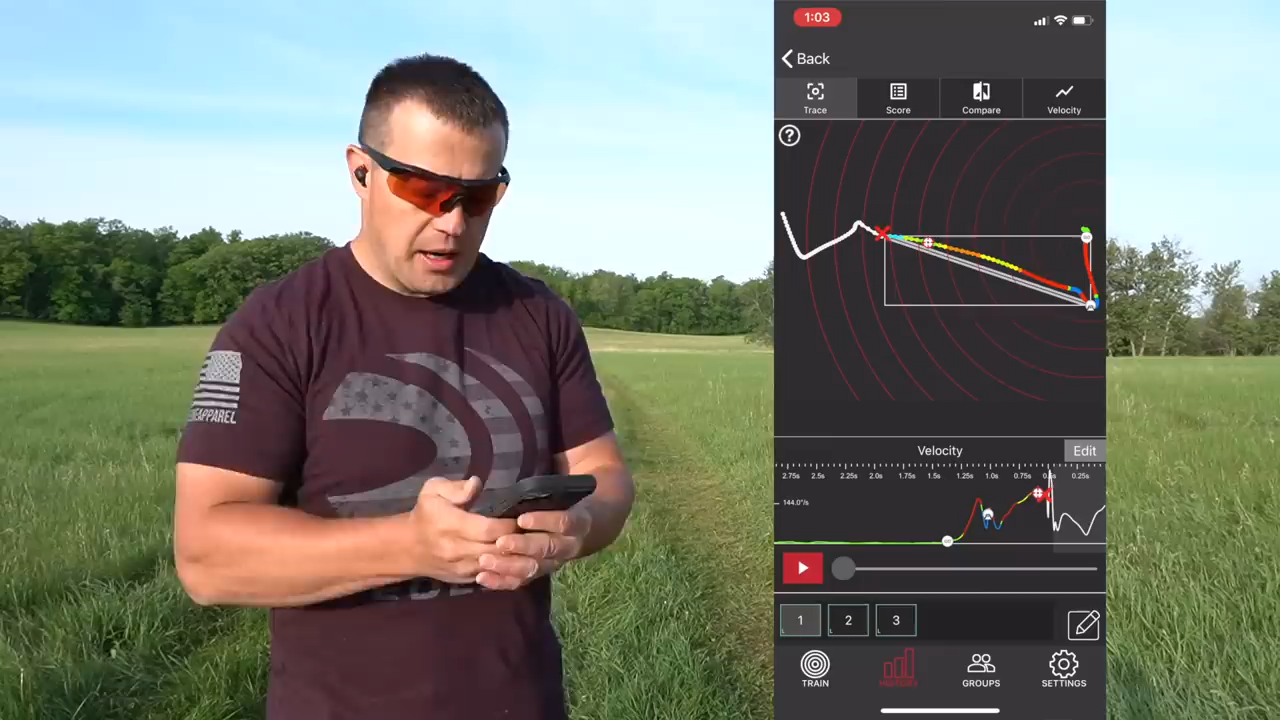 1:03
Back
Trace
Score
Compare
Velocity
?
Velocity
Edit
2.75s 2.5s 2.25s 2.0s 1.75s 1.5s 1.25s 1.0s 0.75s 0.25s
144.0°/s
1
L
2
L
3
L
TRAIN
HISTORY
GROUPS
SETTINGS
APPAREL